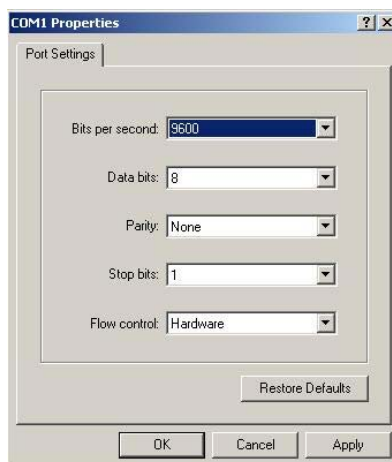 COM1 Properties
Port Settings
Bits per second: 9600
Data bits: 8
Parity: None
Stop bits: 1
Flow control: Hardware
Restore Defaults
OK Cancel Apply